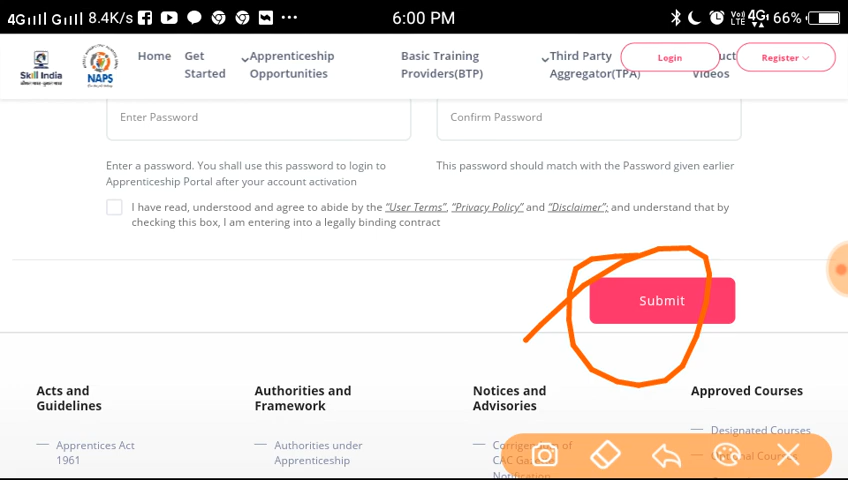 4G 4G 8.4K/s 6:00 PM VoLTE 4G 66%
Skill India
NAPS
Home
Get Started
Apprenticeship Opportunities
Basic Training Providers(BTP)
Third Party Aggregator(TPA)
Videos
Login
Register
Enter Password
Confirm Password
Enter a password. You shall use this password to login to
Apprenticeship Portal after your account activation
This password should match with the Password given earlier
I have read, understood and agree to abide by the “User Terms”, “Privacy Policy” and “Disclaimer”; and understand that by
checking this box, I am entering into a legally binding contract
Submit
Acts and
Guidelines
Authorities and
Framework
Notices and
Advisories
Approved Courses
Apprentices Act
1961
Authorities under
Apprenticeship
Designated Courses